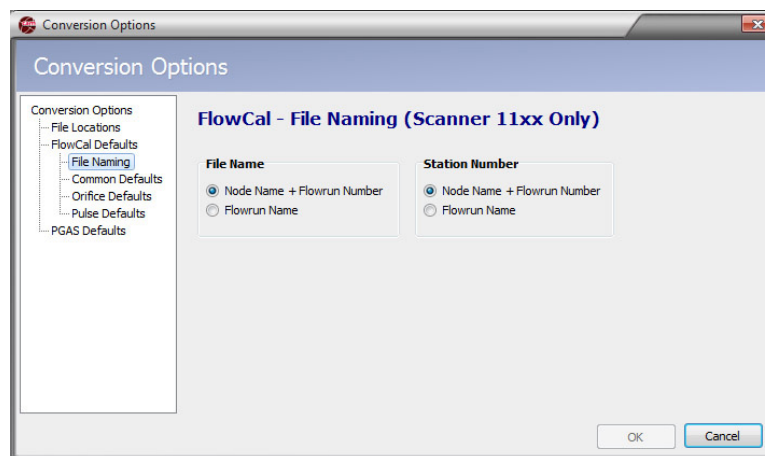 Conversion Options
Conversion Options
Conversion Options
File Locations
FlowCal Defaults
File Naming
Common Defaults
Orifice Defaults
Pulse Defaults
PGAS Defaults
FlowCal - File Naming (Scanner 11xx Only)
File Name
Node Name + Flowrun Number
Flowrun Name
Station Number
Node Name + Flowrun Number
Flowrun Name
OK
Cancel